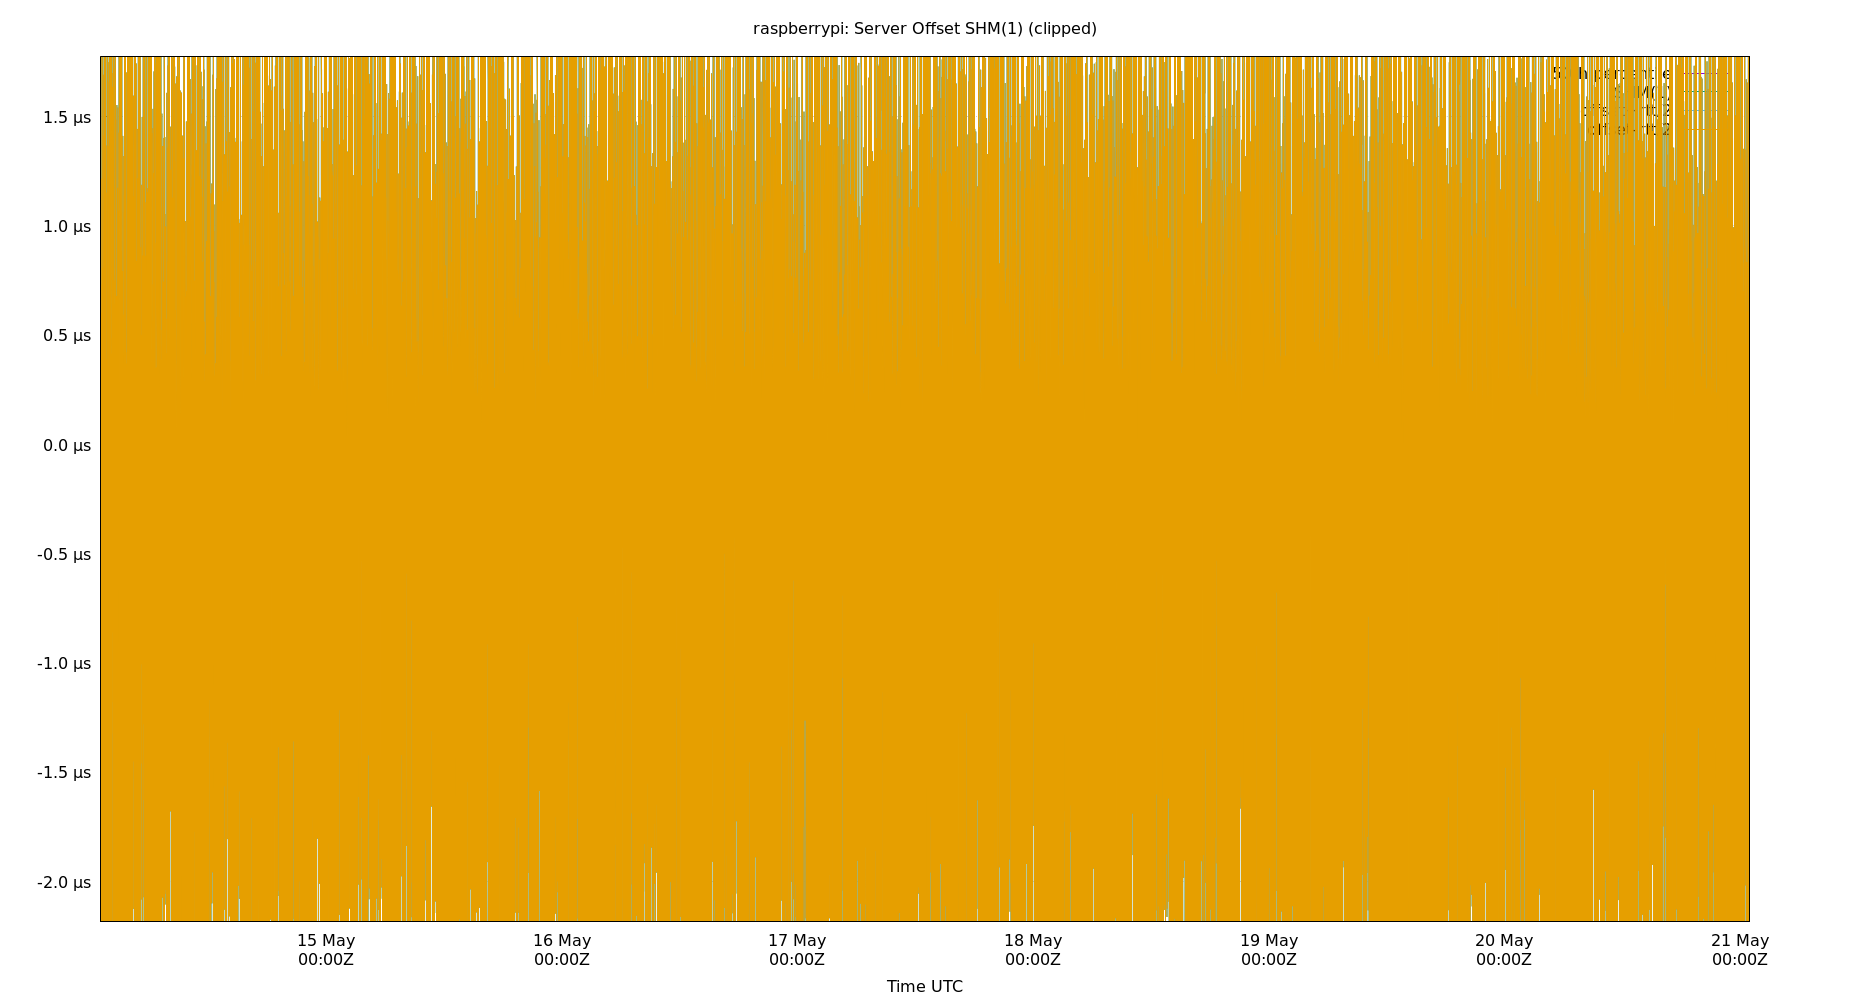 raspberrypi: Server Offset SHM(1) (clipped)
1.5 µs
1.0 µs
0.5 µs
0.0 µs
-0.5 µs
-1.0 µs
-1.5 µs
-2.0 µs
15 May 16 May 17 May 18 May 19 May 20 May 21 May
00:00Z 00:00Z 00:00Z 00:00Z 00:00Z 00:00Z 00:00Z
Time UTC